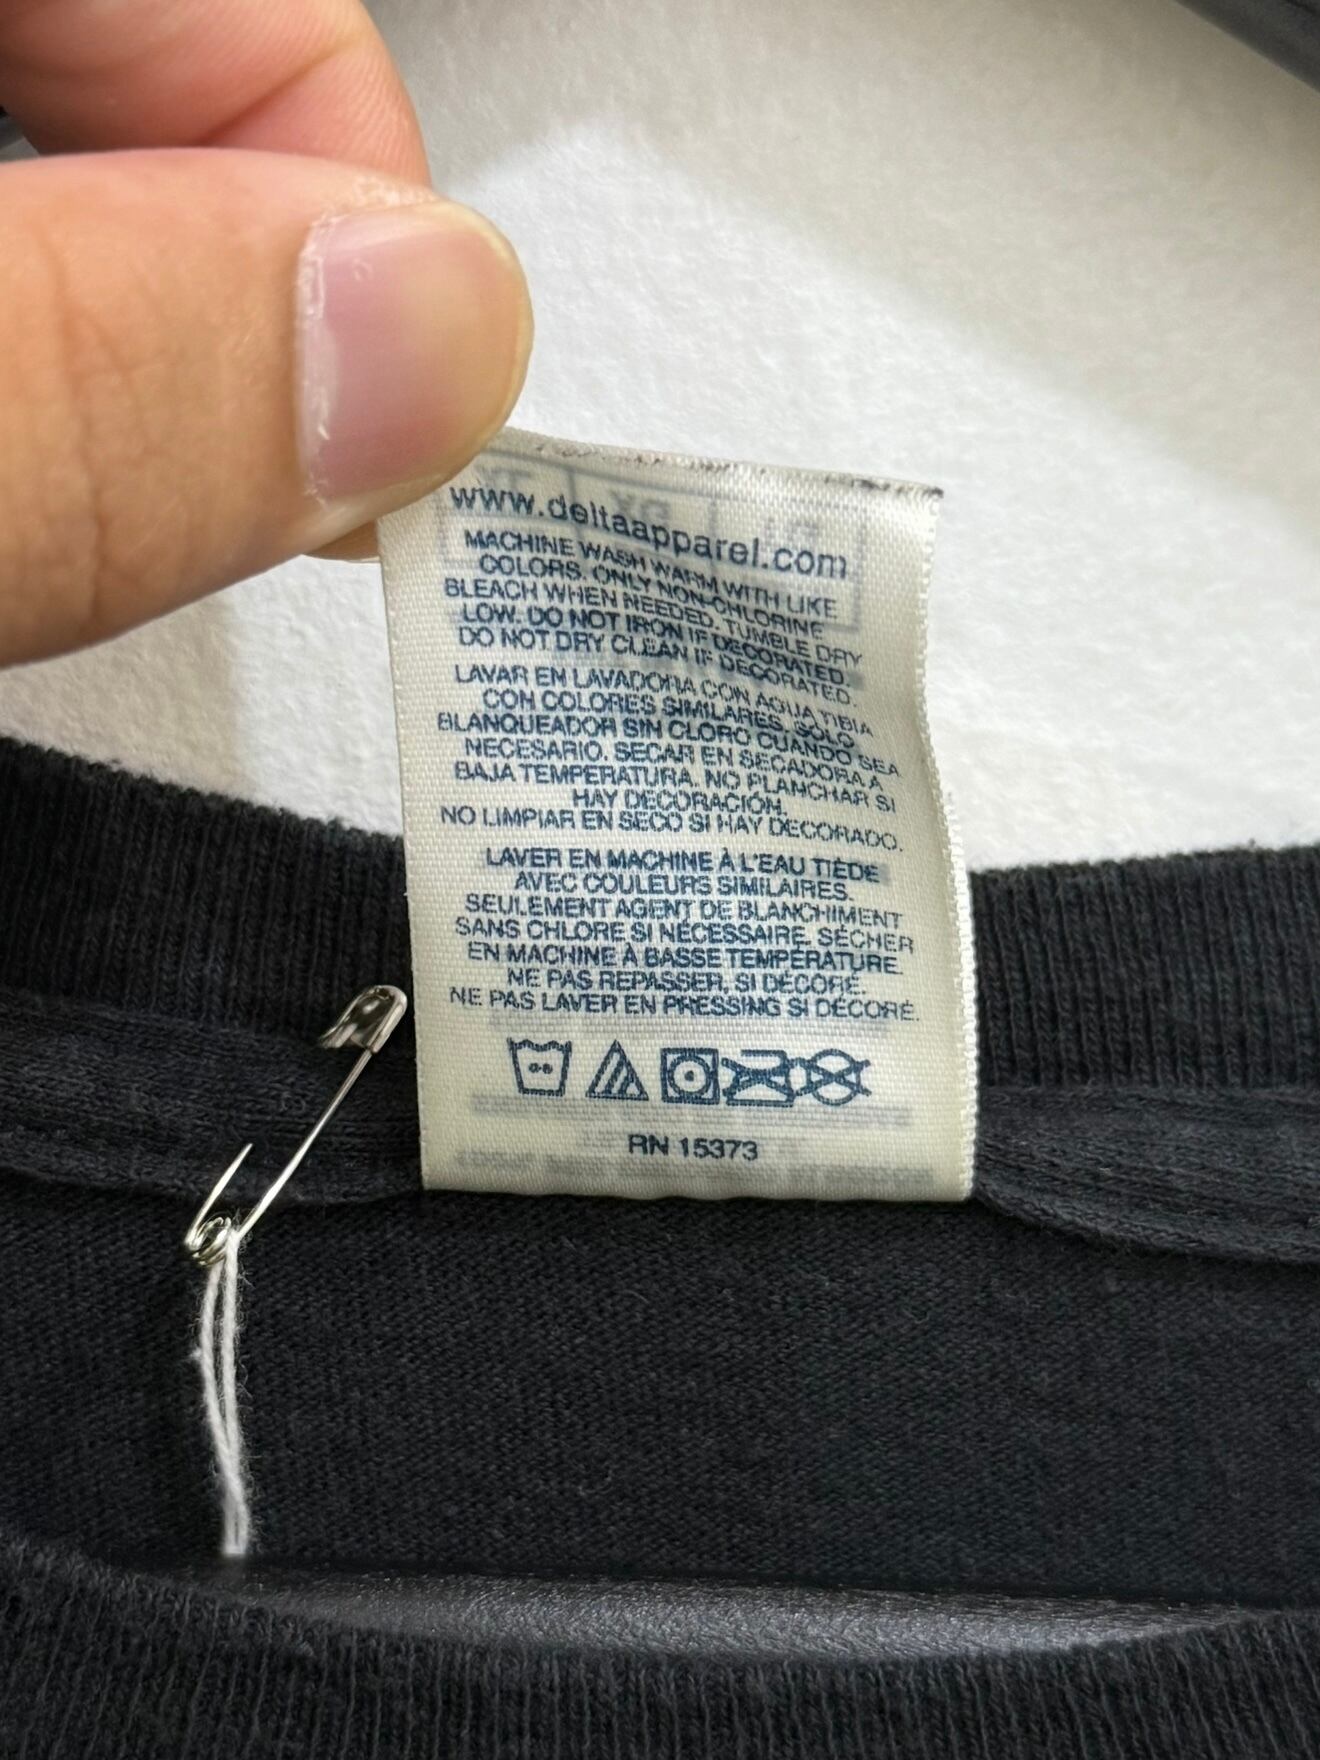 www.deltaapparel.com
MACHINE WASH WARM WITH LIKE
COLORS. ONLY NON-CHLORINE
BLEACH WHEN NEEDED. TUMBLE DRY
LOW. DO NOT IRON IF DECORATED.
DO NOT DRY CLEAN IF DECORATED.
LAVAR EN LAVADORA CON AGUA TIBIA
CON COLORES SIMILARES. SOLO
BLANQUEADOR SIN CLORO CUANDO SEA
NECESARIO. SECAR EN SECADORA A
BAJA TEMPERATURA. NO PLANCHAR SI
HAY DECORACIÓN.
NO LIMPIAR EN SECO SI HAY DECORADO.
LAVER EN MACHINE À L'EAU TIÈDE
AVEC COULEURS SIMILAIRES.
SEULEMENT AGENT DE BLANCHIMENT
SANS CHLORE SI NÉCESSAIRE. SÉCHER
EN MACHINE À BASSE TEMPÉRATURE.
NE PAS REPASSER, SI DÉCORÉ.
NE PAS LAVER EN PRESSING SI DÉCORÉ.
RN 15373